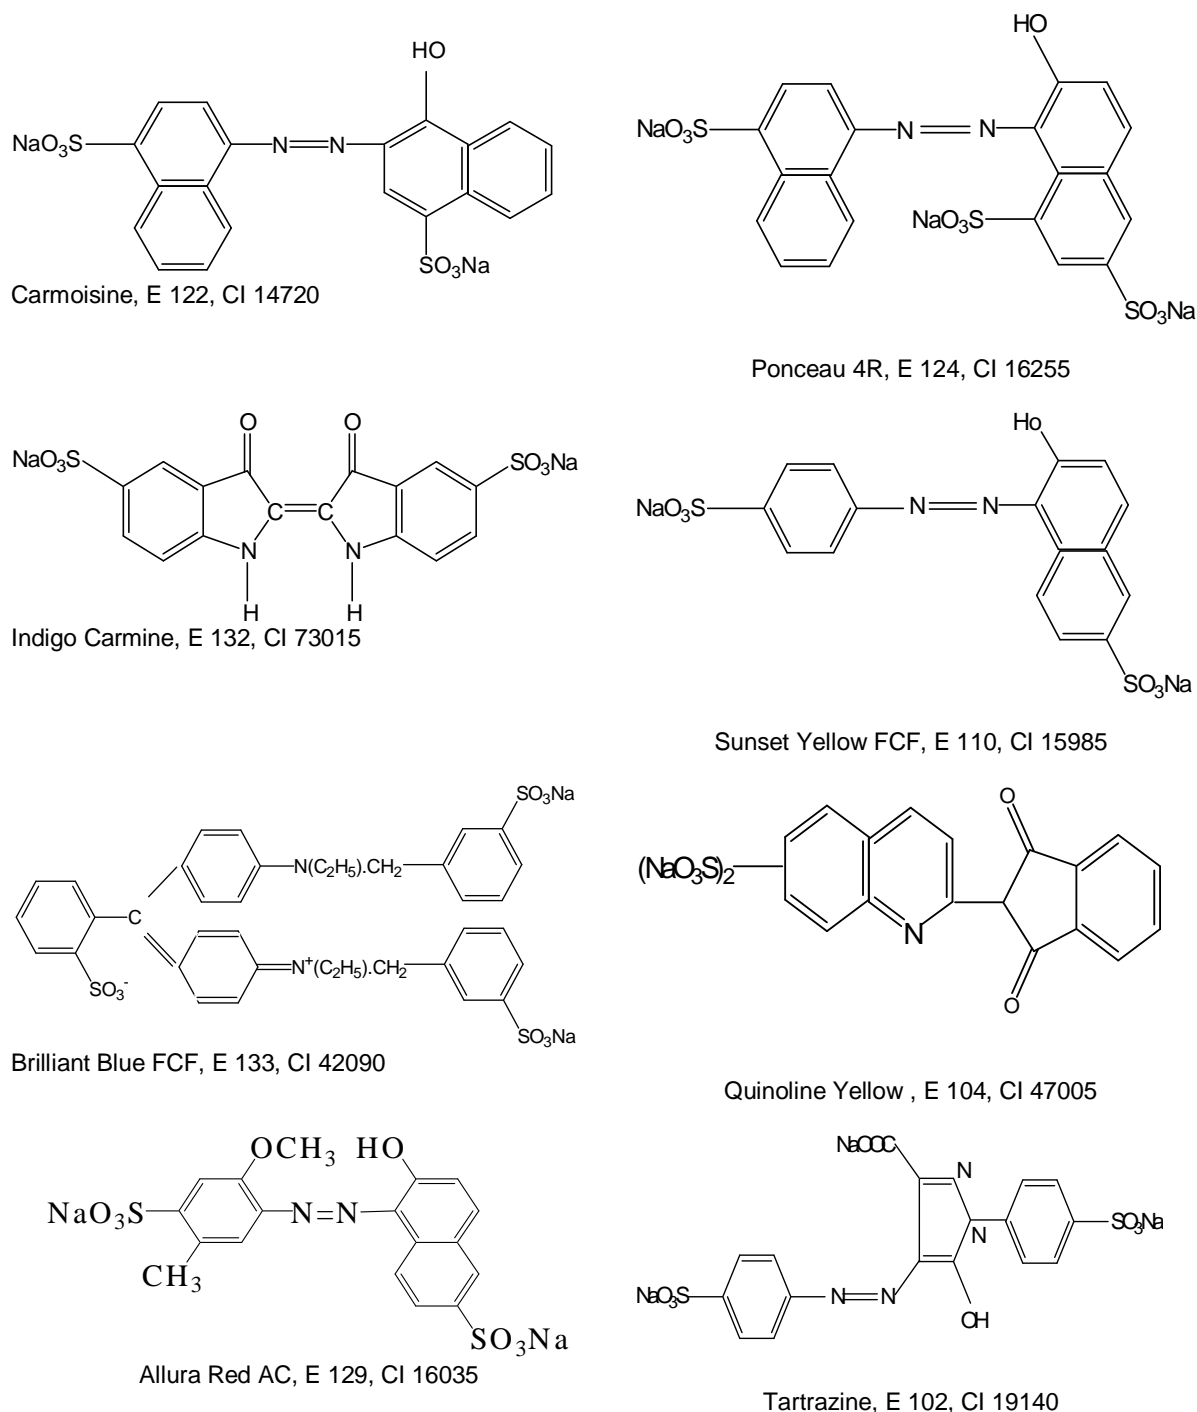 HO
NaO₃S N N
SO₃Na
Carmoisine, E 122, CI 14720
HO
NaO₃S N N
NaO₃S
SO₃Na
Ponceau 4R, E 124, CI 16255
O O
NaO₃S SO₃Na
C C
N N
H H
Indigo Carmine, E 132, CI 73015
Ho
NaO₃S N N
SO₃Na
Sunset Yellow FCF, E 110, CI 15985
SO₃Na
N(C₂H₅).CH₂
C
N⁺(C₂H₅).CH₂
SO₃⁻
SO₃Na
Brilliant Blue FCF, E 133, CI 42090
O
(NaO₃S)₂
N
O
Quinoline Yellow , E 104, CI 47005
OCH₃ HO
NaO₃S N=N
CH₃
SO₃Na
Allura Red AC, E 129, CI 16035
NaOOC
N
N SO₃Na
NaO₃S N N
OH
Tartrazine, E 102, CI 19140